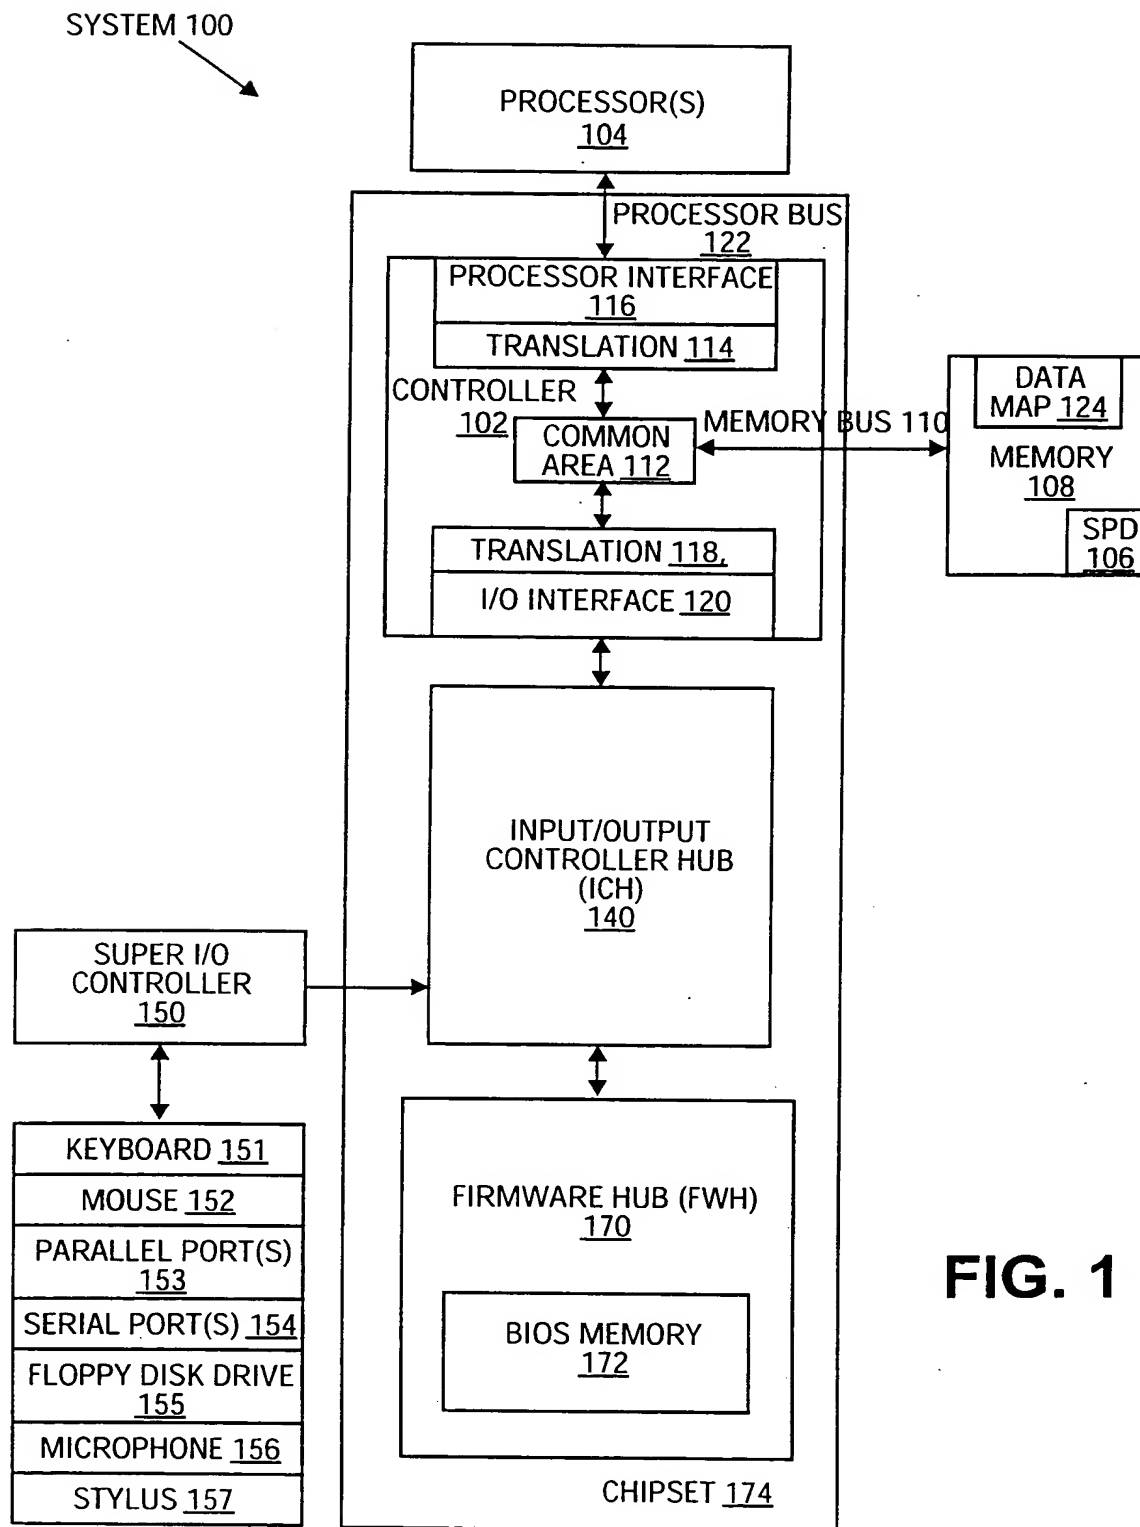 SYSTEM 100
PROCESSOR(S)
104
PROCESSOR BUS
122
PROCESSOR INTERFACE
116
TRANSLATION 114
CONTROLLER
102
COMMON
AREA 112
MEMORY BUS 110
DATA
MAP 124
MEMORY
108
SPD
106
TRANSLATION 118,
I/O INTERFACE 120
INPUT/OUTPUT
CONTROLLER HUB
(ICH)
140
SUPER I/O
CONTROLLER
150
KEYBOARD 151
MOUSE 152
PARALLEL PORT(S)
153
SERIAL PORT(S) 154
FLOPPY DISK DRIVE
155
MICROPHONE 156
STYLUS 157
FIRMWARE HUB (FWH)
170
BIOS MEMORY
172
CHIPSET 174
FIG. 1